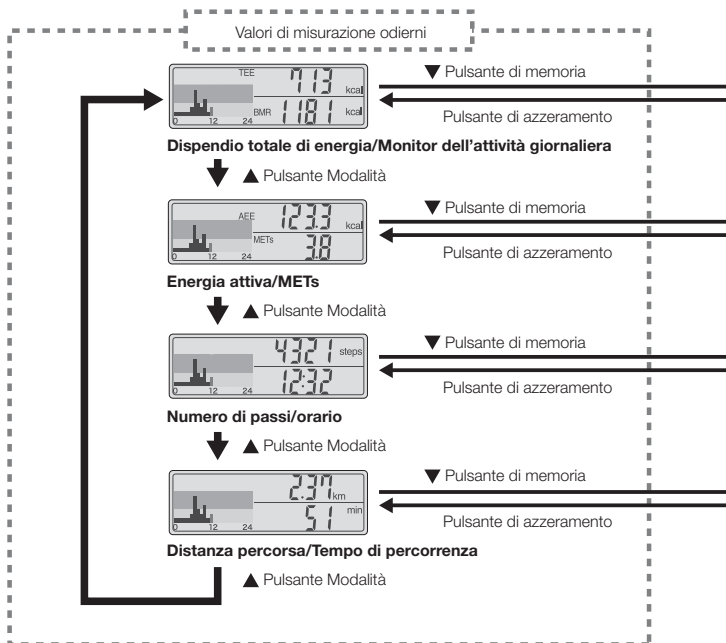 Valori di misurazione odierni
TEE 713 kcal
BMR 1181 kcal
0 12 24
▼ Pulsante di memoria
Pulsante di azzeramento
Dispendio totale di energia/Monitor dell'attività giornaliera
▲ Pulsante Modalità
AEE 123.3 kcal
METs 3.8
0 12 24
▼ Pulsante di memoria
Pulsante di azzeramento
Energia attiva/METs
▲ Pulsante Modalità
4321 steps
12:32
0 12 24
▼ Pulsante di memoria
Pulsante di azzeramento
Numero di passi/orario
▲ Pulsante Modalità
2.37 km
51 min
0 12 24
▼ Pulsante di memoria
Pulsante di azzeramento
Distanza percorsa/Tempo di percorrenza
▲ Pulsante Modalità